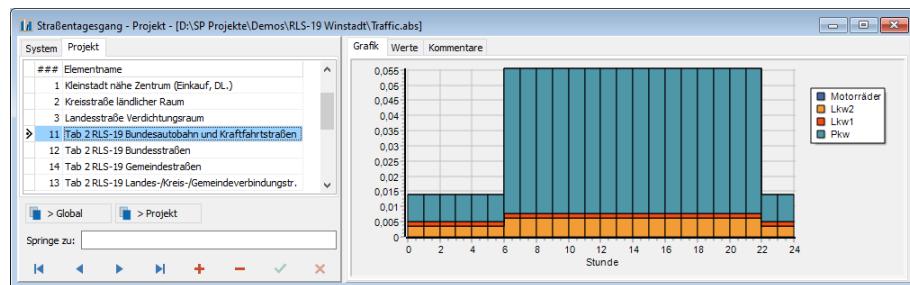 Straßentagesgang - Projekt - [D:\SP Projekte\Demos\RLS-19 Winstadt\Traffic.abs]
System Projekt
### Elementname
1 Kleinstadt nähe Zentrum (Einkauf, DL.)
2 Kreisstraße ländlicher Raum
3 Landesstraße Verdichtungsraum
11 Tab 2 RLS-19 Bundesautobahn und Kraftfahrtstraßen
12 Tab 2 RLS-19 Bundesstraßen
14 Tab 2 RLS-19 Gemeindestraßen
13 Tab 2 RLS-19 Landes-/Kreis-/Gemeindeverbindungstr.
> Global > Projekt
Springe zu:
Grafik Werte Kommentare
0,055
0,05
0,045
0,04
0,035
0,03
0,025
0,02
0,015
0,01
0,005
0
0 2 4 6 8 10 12 14 16 18 20 22 24
Stunde
Motorräder
Lkw2
Lkw1
Pkw